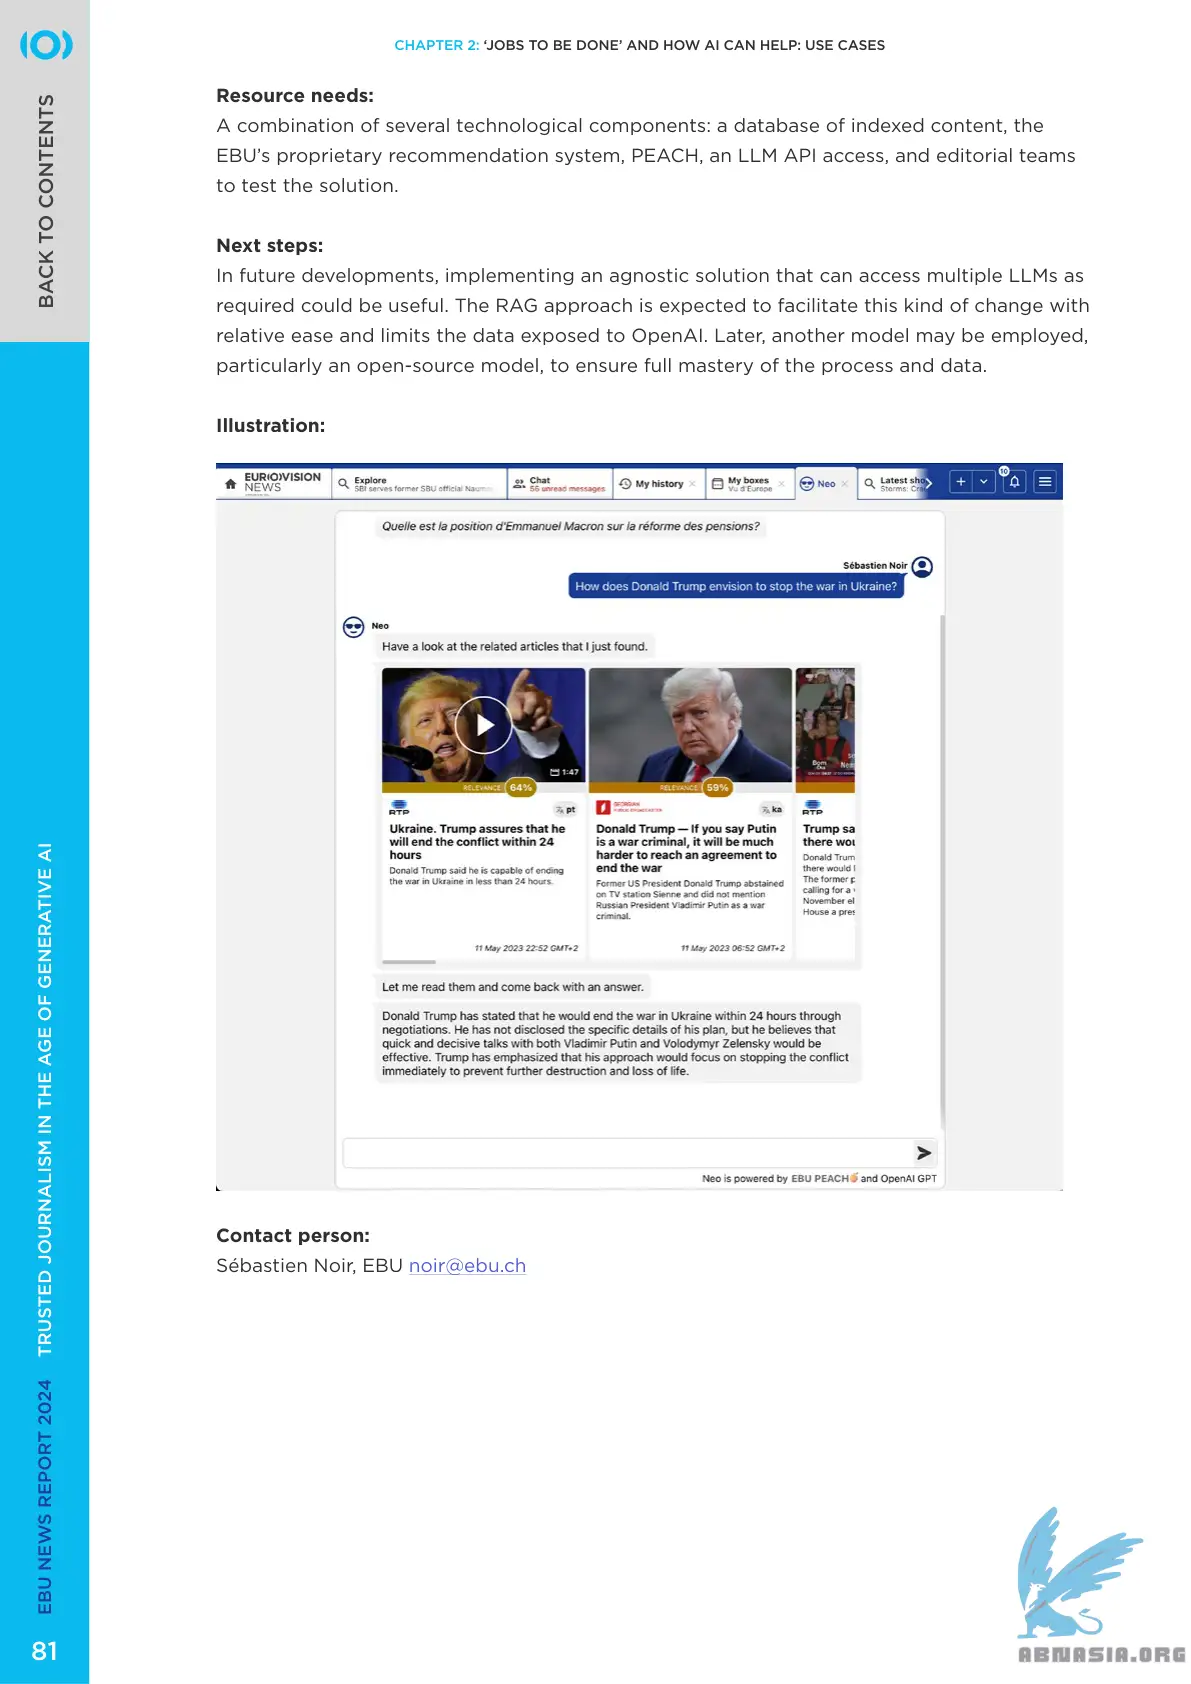 CHAPTER 2: ‘JOBS TO BE DONE’ AND HOW AI CAN HELP: USE CASES
BACK TO CONTENTS
Resource needs:
A combination of several technological components: a database of indexed content, the
EBU’s proprietary recommendation system, PEACH, an LLM API access, and editorial teams
to test the solution.
Next steps:
In future developments, implementing an agnostic solution that can access multiple LLMs as
required could be useful. The RAG approach is expected to facilitate this kind of change with
relative ease and limits the data exposed to OpenAI. Later, another model may be employed,
particularly an open-source model, to ensure full mastery of the process and data.
Illustration:
EUROVISION
NEWS
Explore
SBI serves former SBU official Naum
Chat
56 unread messages
My history
My boxes
Vu d'Europe
Neo
Latest sho
Storms: Cra
10
Quelle est la position d'Emmanuel Macron sur la réforme des pensions?
Sébastien Noir
How does Donald Trump envision to stop the war in Ukraine?
Neo
Have a look at the related articles that I just found.
1:47
RELEVANCE 64%
RTP
pt
Ukraine. Trump assures that he
will end the conflict within 24
hours
Donald Trump said he is capable of ending
the war in Ukraine in less than 24 hours.
11 May 2023 22:52 GMT+2
RELEVANCE 59%
GEORGIAN
PUBLIC BROADCASTER
ka
Donald Trump — If you say Putin
is a war criminal, it will be much
harder to reach an agreement to
end the war
Former US President Donald Trump abstained
on TV station Sienne and did not mention
Russian President Vladimir Putin as a war
criminal.
11 May 2023 06:52 GMT+2
Bom
Dia
RTP
Trump sa
there wou
Donald Trum
there would
The former p
calling for a
November el
House a pres
Let me read them and come back with an answer.
Donald Trump has stated that he would end the war in Ukraine within 24 hours through
negotiations. He has not disclosed the specific details of his plan, but he believes that
quick and decisive talks with both Vladimir Putin and Volodymyr Zelensky would be
effective. Trump has emphasized that his approach would focus on stopping the conflict
immediately to prevent further destruction and loss of life.
Neo is powered by EBU PEACH and OpenAI GPT
Contact person:
Sébastien Noir, EBU noir@ebu.ch
EBU NEWS REPORT 2024 TRUSTED JOURNALISM IN THE AGE OF GENERATIVE AI
81
ABNASIA.ORG